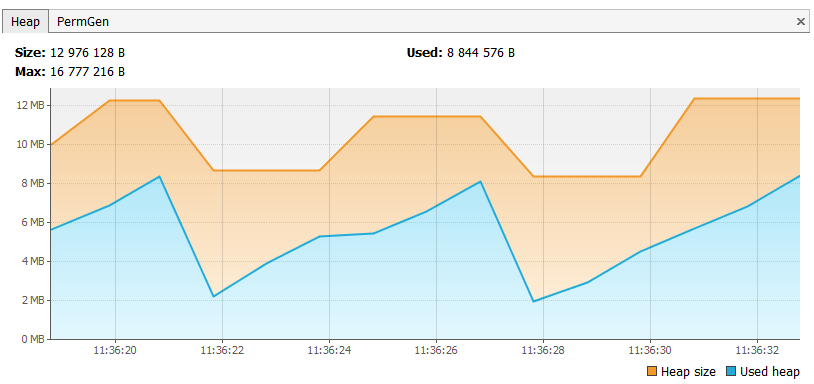 Heap PermGen ×
Size: 12 976 128 B Used: 8 844 576 B
Max: 16 777 216 B
12 MB
10 MB
8 MB
6 MB
4 MB
2 MB
0 MB
11:36:20 11:36:22 11:36:24 11:36:26 11:36:28 11:36:30 11:36:32
Heap size Used heap